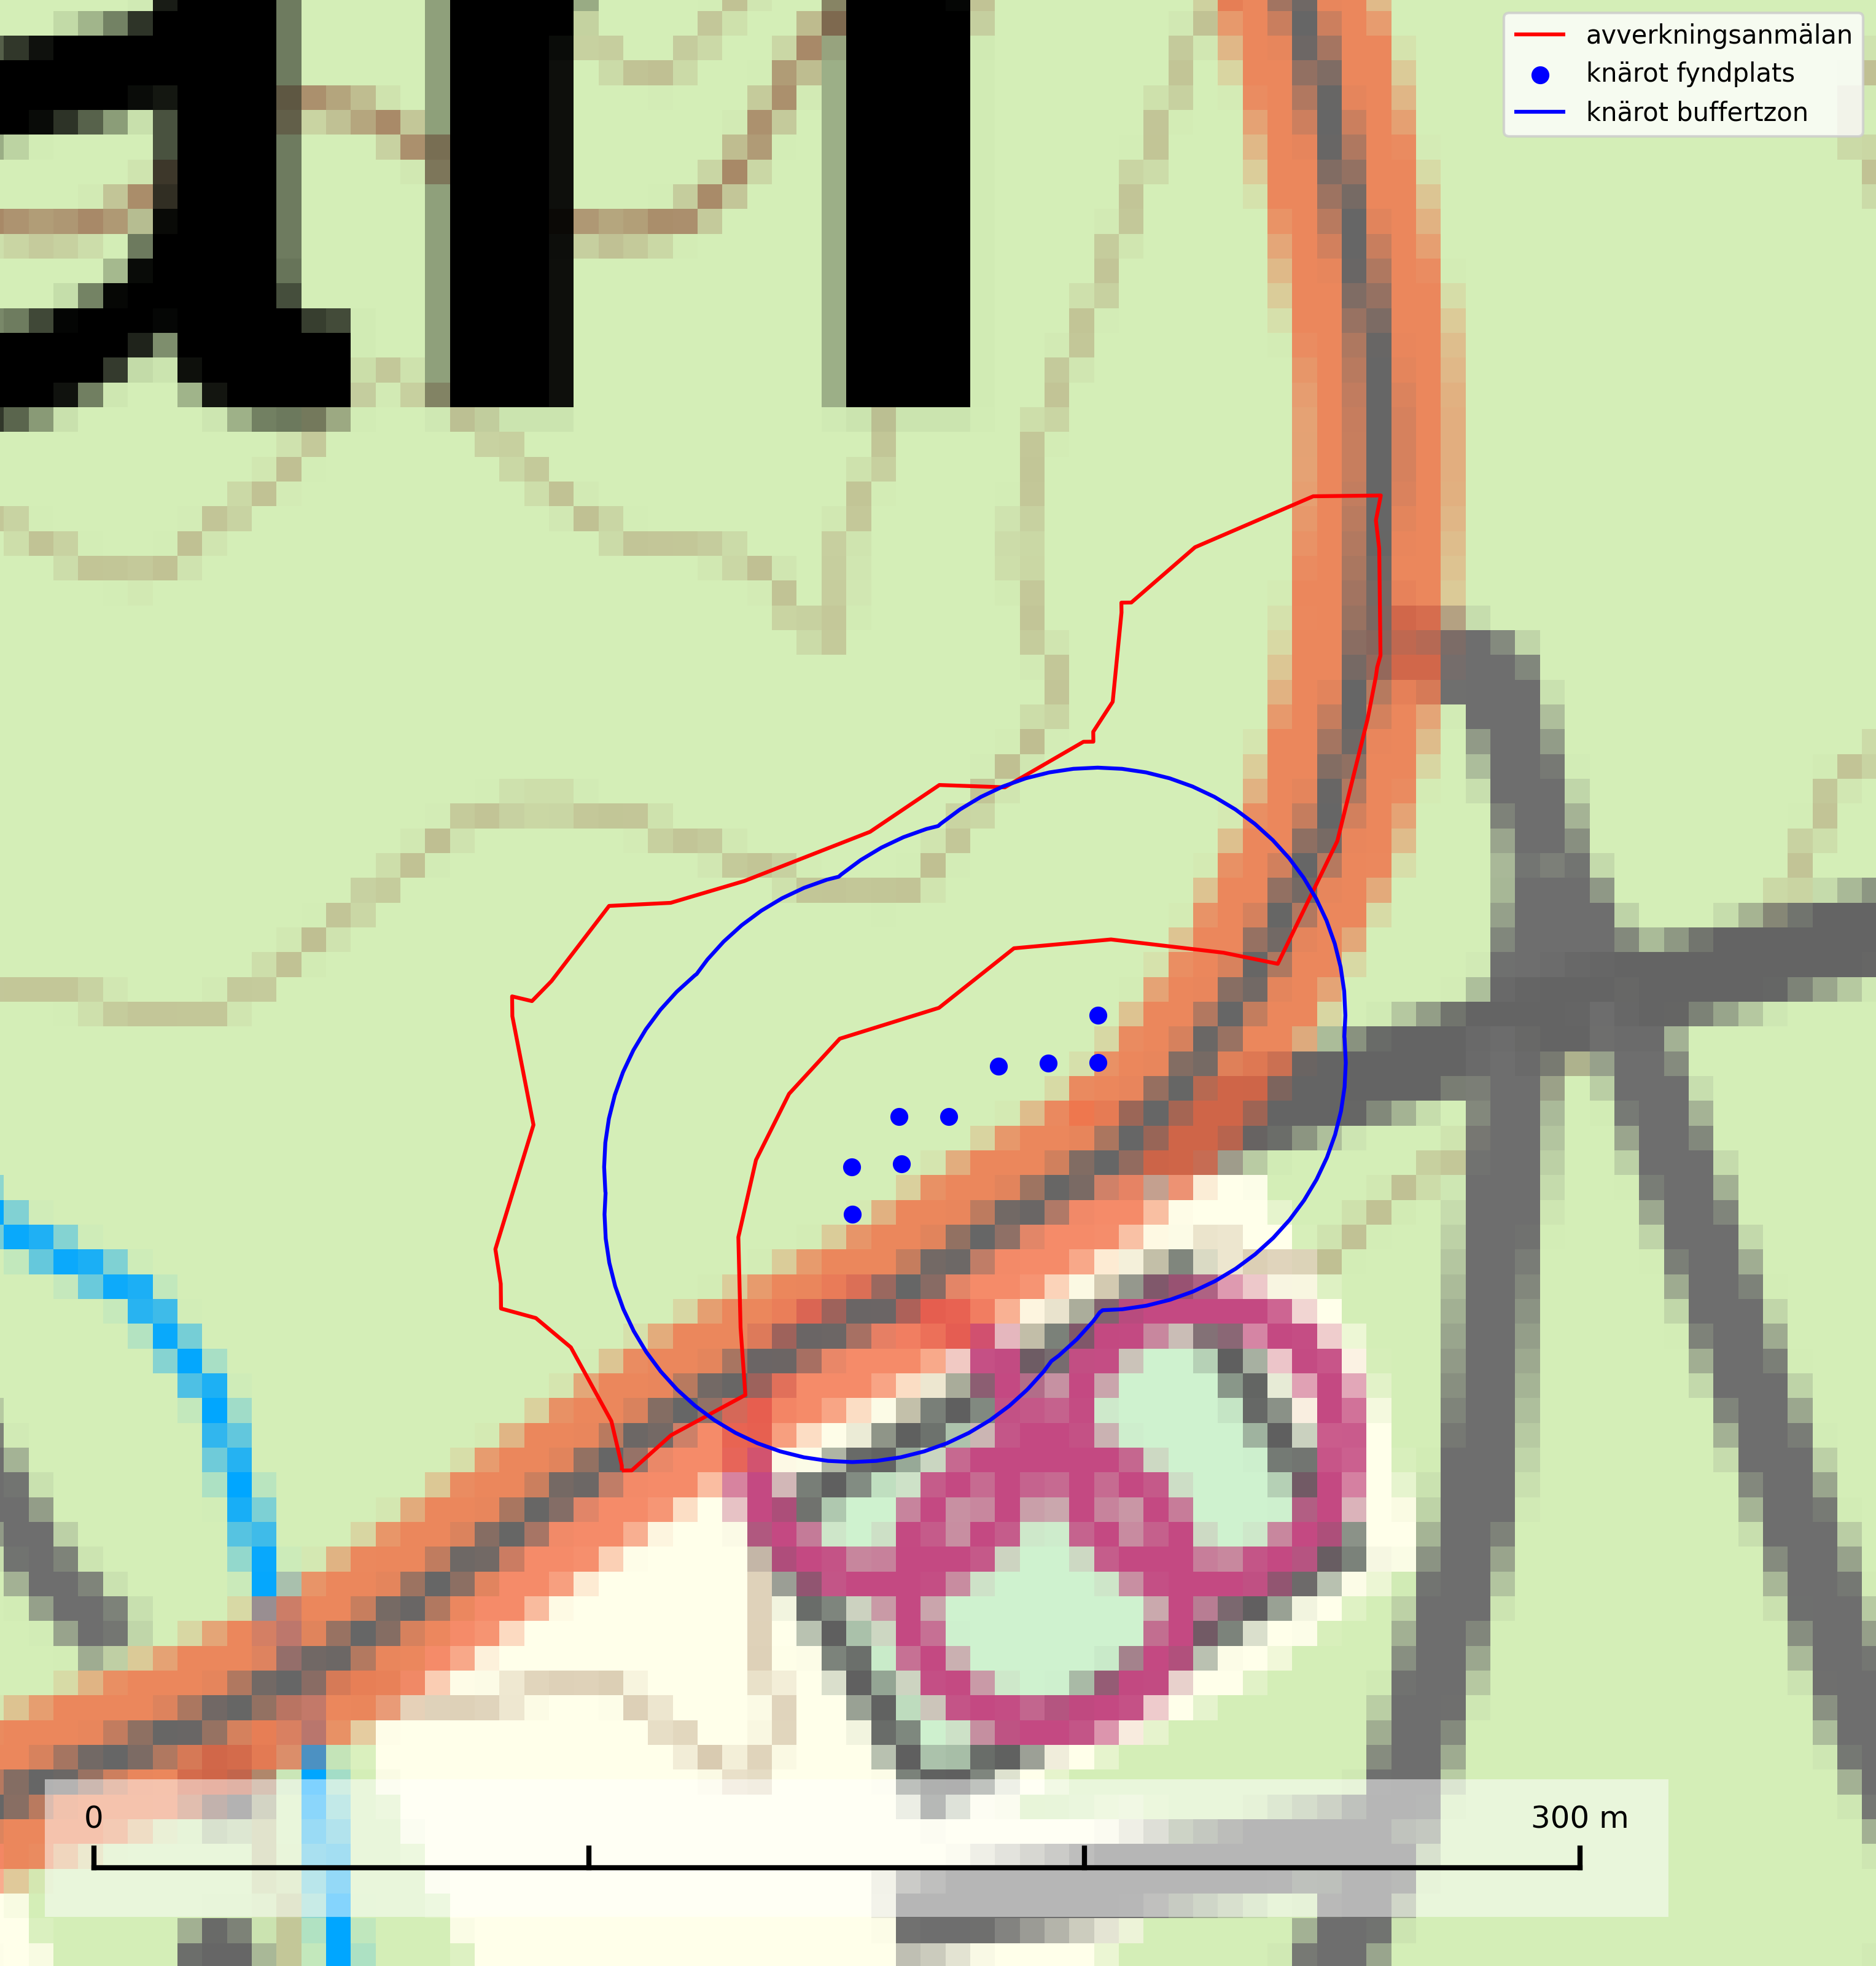 avverkningsanmälan
knärot fyndplats
knärot buffertzon
0 300 m